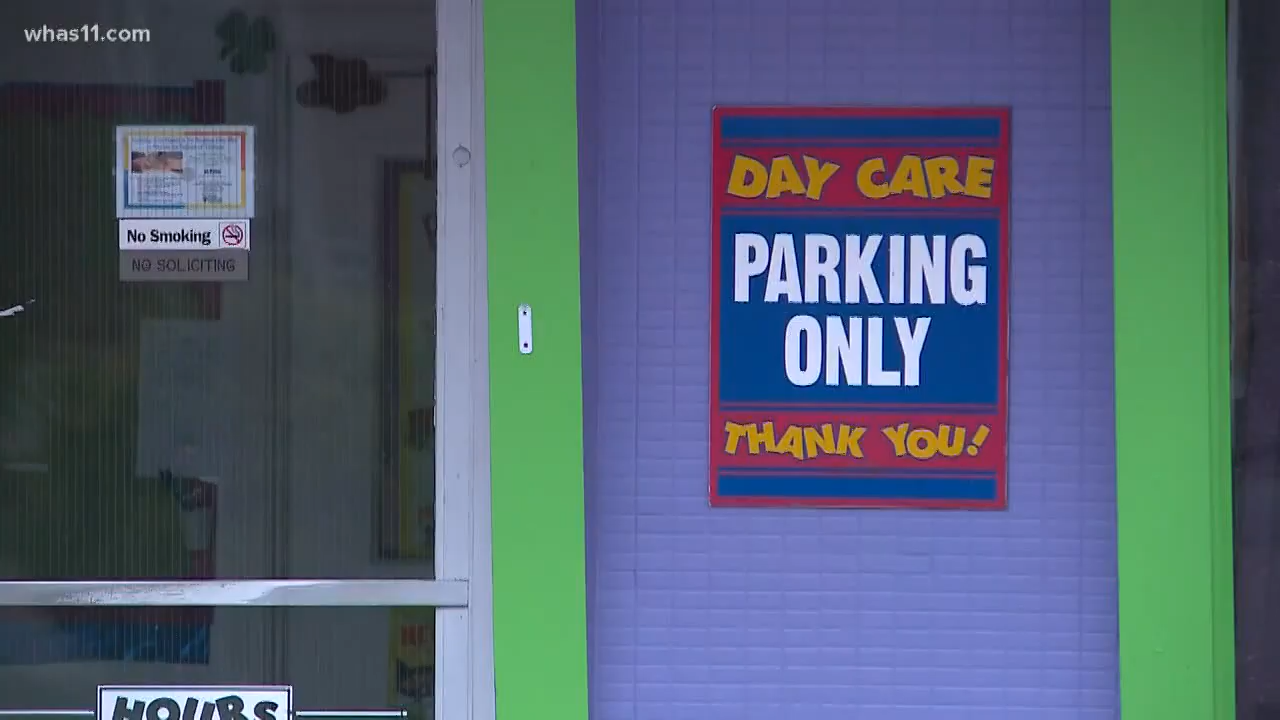 whas11.com
No Smoking
NO SOLICITING
HOURS
DAY CARE
PARKING
ONLY
THANK YOU!